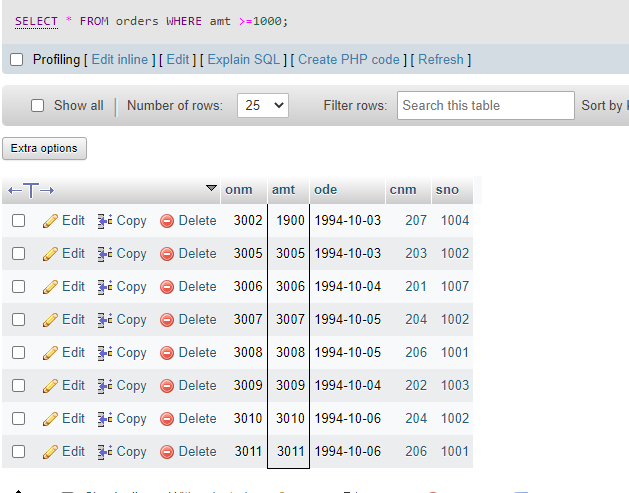 SELECT * FROM orders WHERE amt >=1000;
Profiling [ Edit inline ] [ Edit ] [ Explain SQL ] [ Create PHP code ] [ Refresh ]
Show all Number of rows: 25 Filter rows: Search this table Sort by
Extra options
onm amt ode cnm sno
Edit Copy Delete 3002 1900 1994-10-03 207 1004
Edit Copy Delete 3005 3005 1994-10-03 203 1002
Edit Copy Delete 3006 3006 1994-10-04 201 1007
Edit Copy Delete 3007 3007 1994-10-05 204 1002
Edit Copy Delete 3008 3008 1994-10-05 206 1001
Edit Copy Delete 3009 3009 1994-10-04 202 1003
Edit Copy Delete 3010 3010 1994-10-06 204 1002
Edit Copy Delete 3011 3011 1994-10-06 206 1001